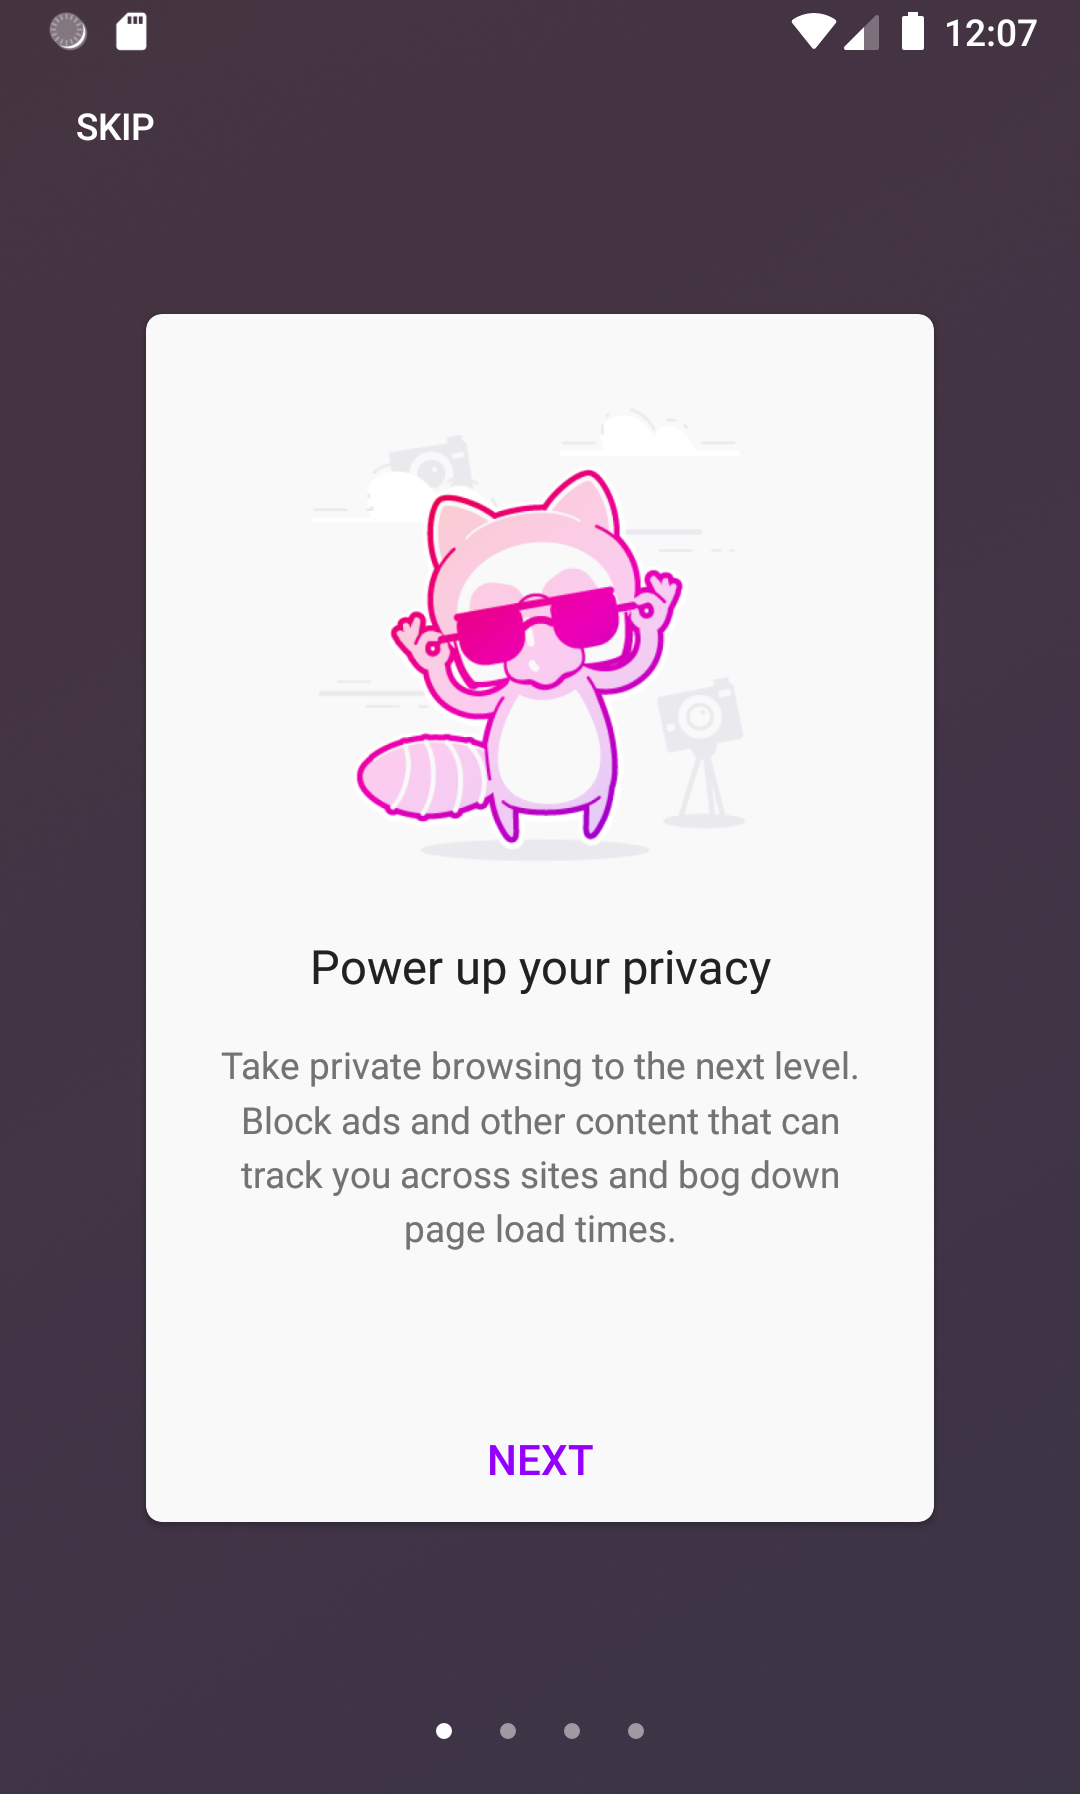 12:07
SKIP
Power up your privacy
Take private browsing to the next level.
Block ads and other content that can
track you across sites and bog down
page load times.
NEXT